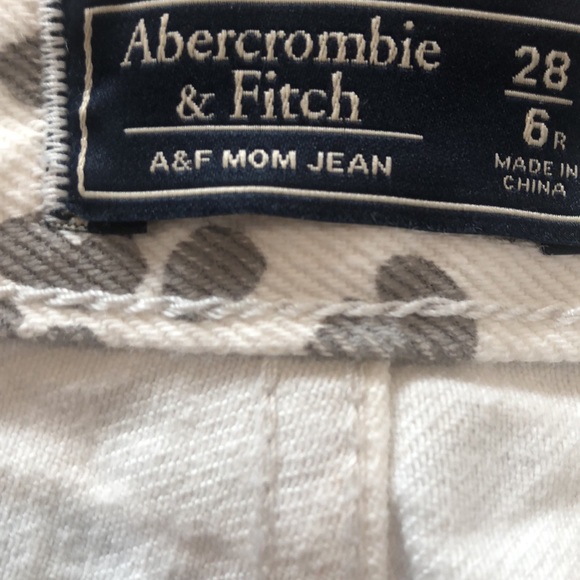 Abercrombie
& Fitch
A&F MOM JEAN
28
6R
MADE IN
CHINA